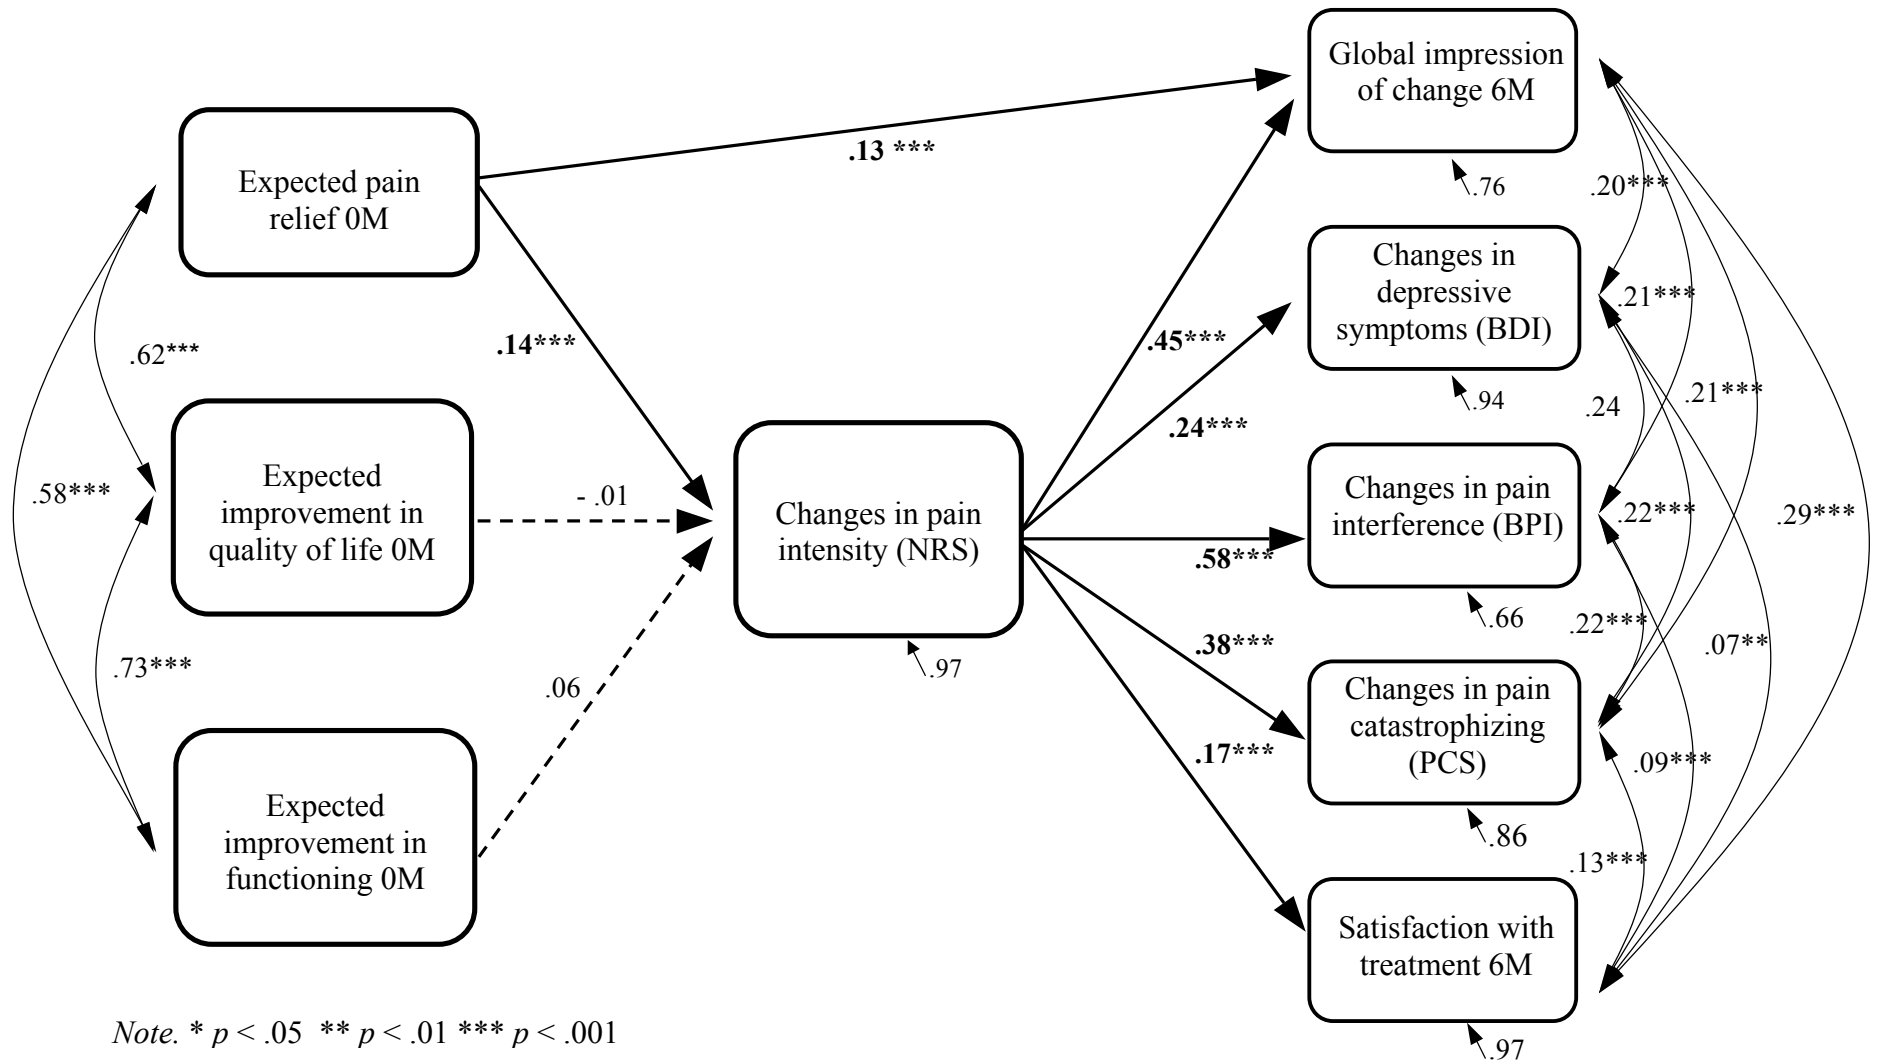 Global impression
of change 6M
.13 ***
Expected pain
relief 0M
.76
.20***
Changes in
depressive
symptoms (BDI)
.21***
.62***
.14***
.45***
.94
.24
.21***
.24***
Expected
improvement in
quality of life 0M
.58***
- .01
Changes in pain
intensity (NRS)
Changes in pain
interference (BPI)
.22***
.29***
.58***
.66
.22***
.07**
.73***
.06
.97
.38***
Changes in pain
catastrophizing
(PCS)
.17***
.09***
Expected
improvement in
functioning 0M
.86
.13***
Satisfaction with
treatment 6M
Note. * p < .05 ** p < .01 *** p < .001
.97